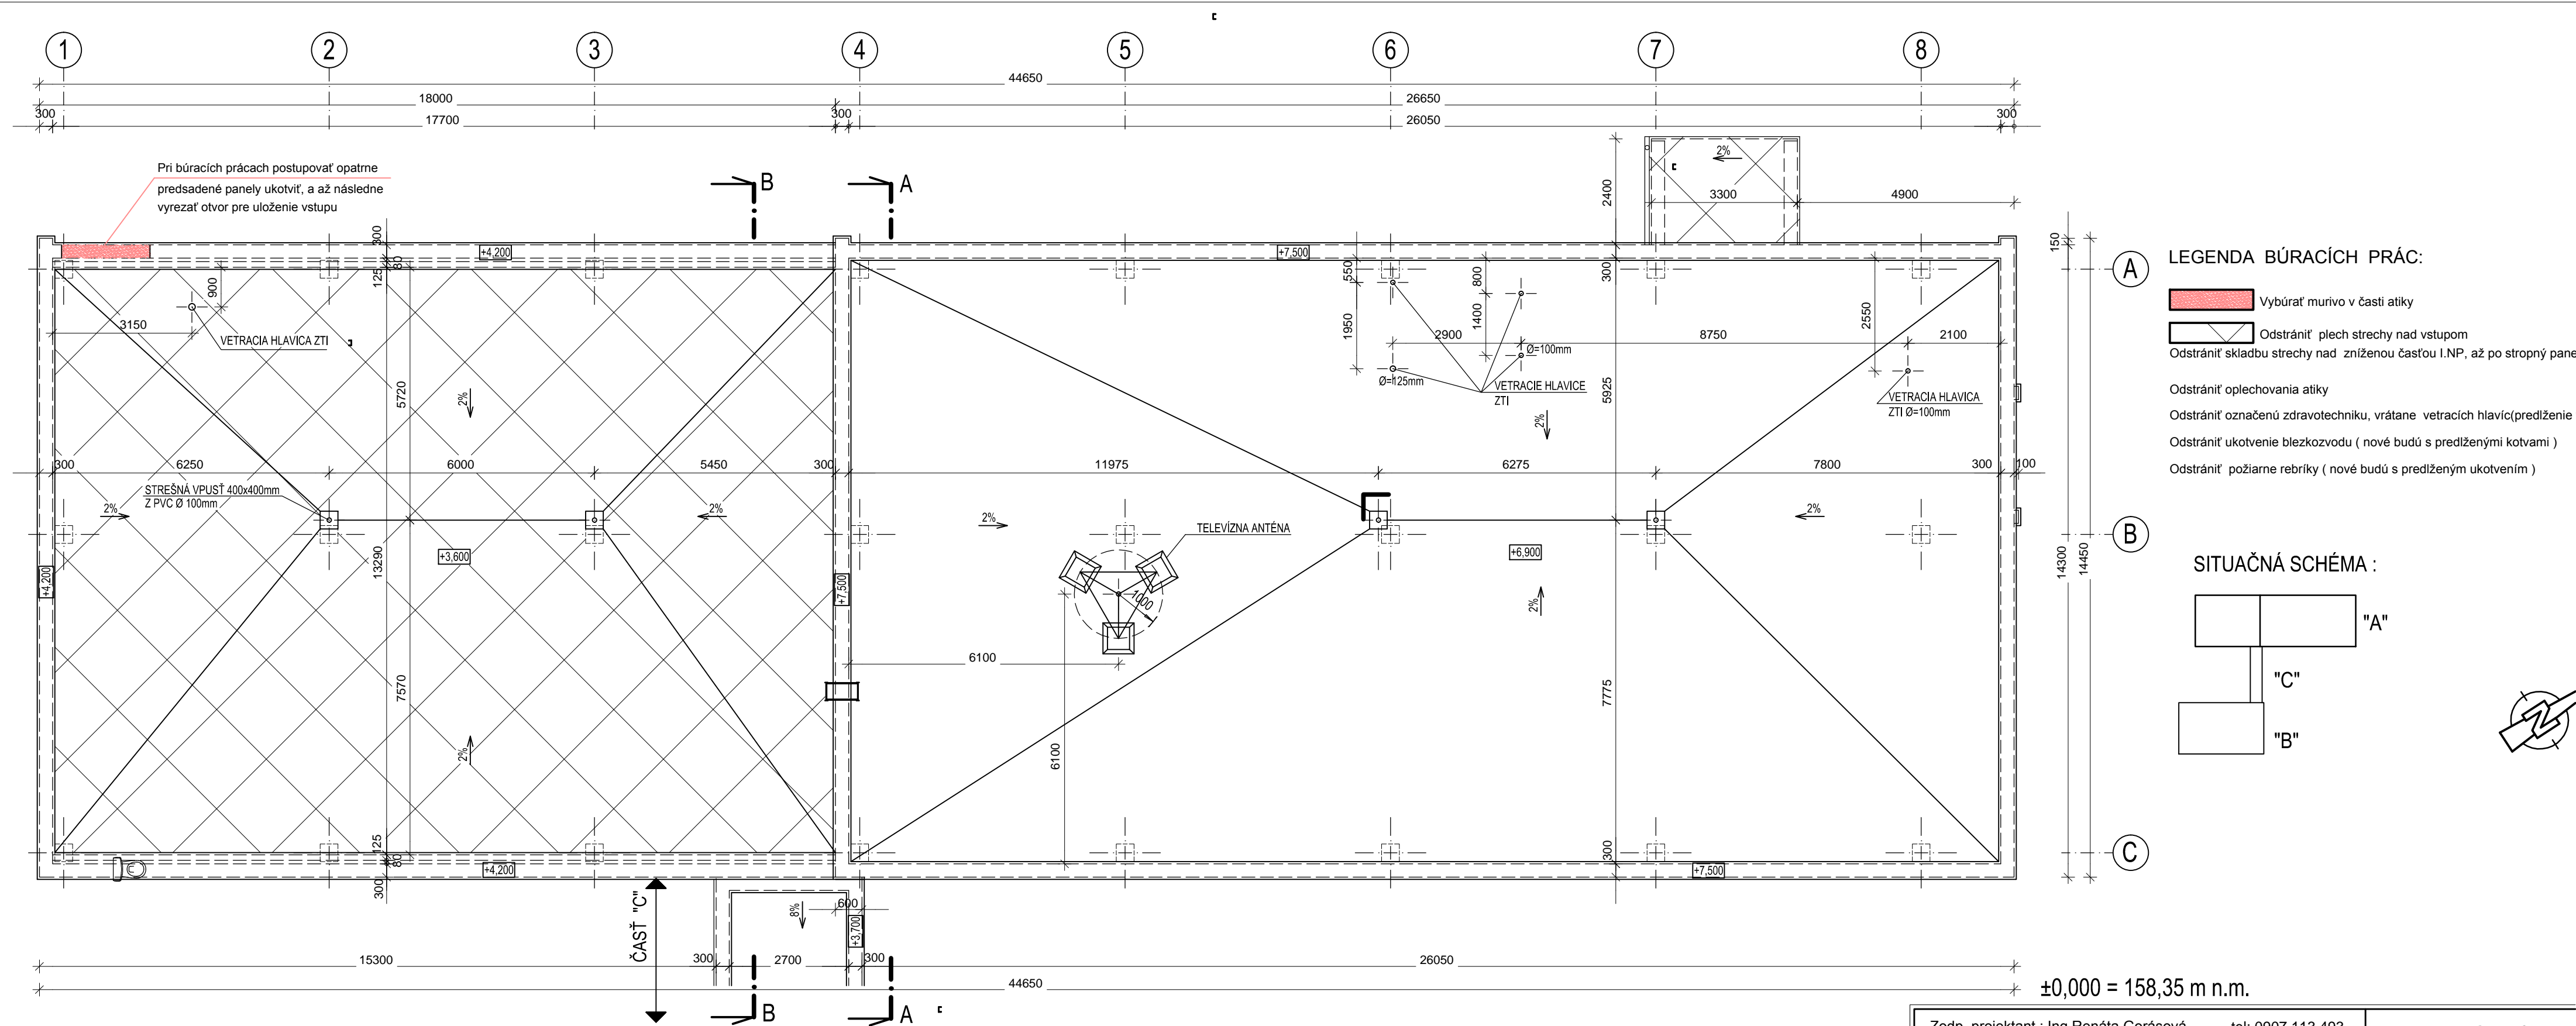 1 2 3 4 5 6 7 8
44650
18000 26650
300 17700 300 26050 300
Pri búracích prácach postupovať opatrne
predsadené panely ukotviť, a až následne
vyrezať otvor pre uloženie vstupu
B A
2%
2400
3300 4900
300
+4,200
+7,500
150
A
80
125
900
3150
VETRACIA HLAVICA ZTI
550
1950
800
1400
2900
Ø=100mm
Ø=125mm
VETRACIE HLAVICE
ZTI
300
8750
2550
2100
VETRACIA HLAVICA
ZTI Ø=100mm
5720
2%
5925
2%
300 6250 6000 5450 300 11975 6275 7800 300 100
STREŠNÁ VPUSŤ 400x400mm
Z PVC Ø 100mm
2%
2%
2%
2%
TELEVÍZNA ANTÉNA
+3,600
+6,900
B
13290
14300
14450
+4,200
+7,500
1000
2%
6100
6100
7570
7775
2%
125
80
300
300
C
+4,200
+7,500
ČASŤ "C"
8%
600
+3,700
15300 300 2700 300 26050
44650
B A
LEGENDA BÚRACÍCH PRÁC:
Vybúrať murivo v časti atiky
Odstrániť plech strechy nad vstupom
Odstrániť skladbu strechy nad zníženou časťou I.NP, až po stropný pane
Odstrániť oplechovania atiky
Odstrániť označenú zdravotechniku, vrátane vetracích hlavíc(predlženie
Odstrániť ukotvenie blezkozvodu ( nové budú s predlženými kotvami )
Odstrániť požiarne rebríky ( nové budú s predlženým ukotvením )
SITUAČNÁ SCHÉMA :
"A"
"C"
"B"
±0,000 = 158,35 m n.m.